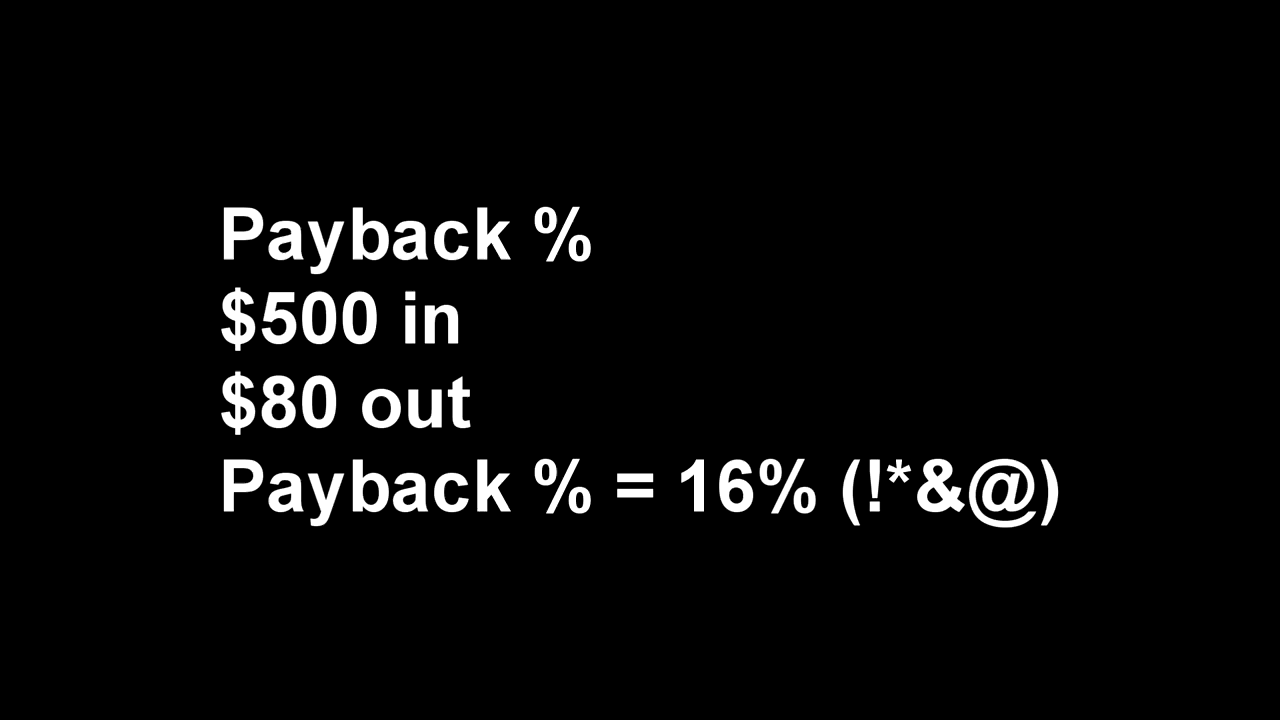 Payback %
$500 in
$80 out
Payback % = 16% (!*&@)